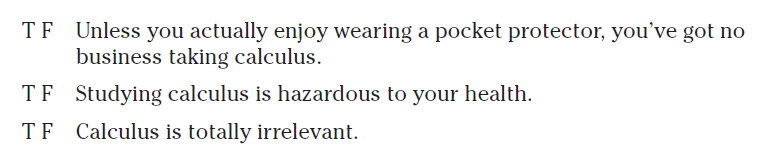 T F Unless you actually enjoy wearing a pocket protector, you’ve got no
business taking calculus.
T F Studying calculus is hazardous to your health.
T F Calculus is totally irrelevant.